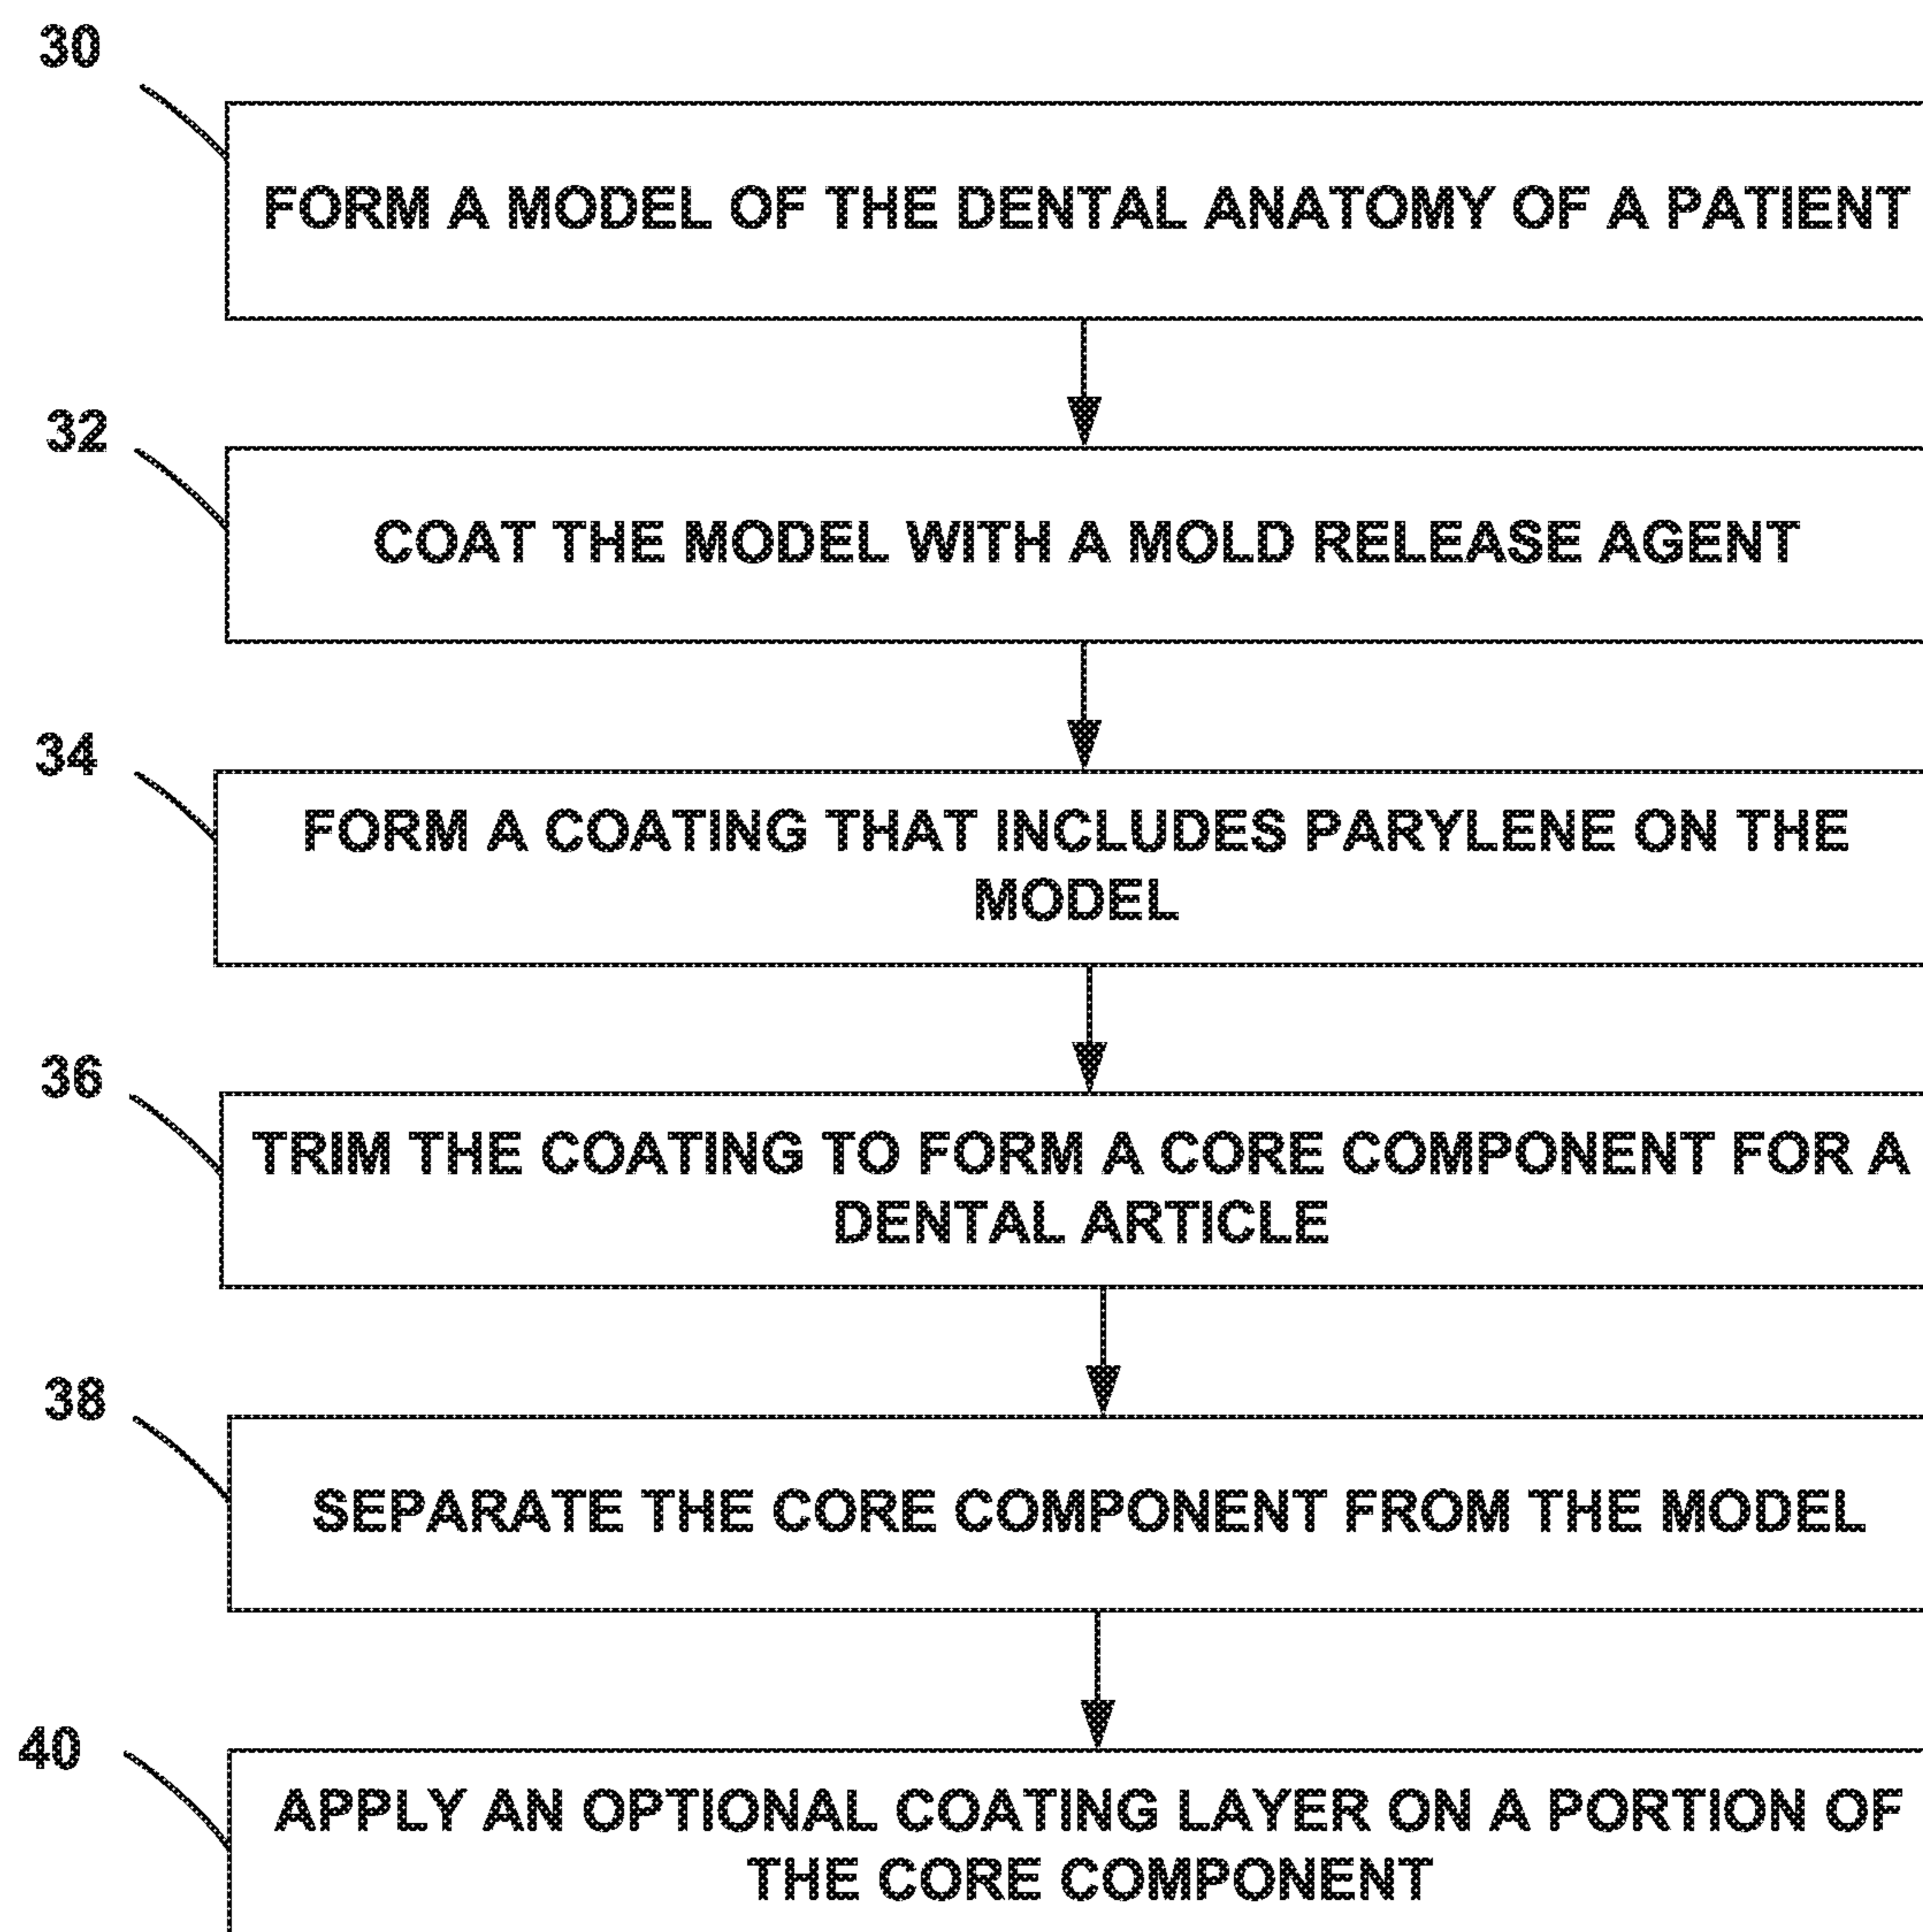 30
FORM A MODEL OF THE DENTAL ANATOMY OF A PATIENT
32
COAT THE MODEL WITH A MOLD RELEASE AGENT
34
FORM A COATING THAT INCLUDES PARYLENE ON THE
MODEL
36
TRIM THE COATING TO FORM A CORE COMPONENT FOR A
DENTAL ARTICLE
38
SEPARATE THE CORE COMPONENT FROM THE MODEL
40
APPLY AN OPTIONAL COATING LAYER ON A PORTION OF
THE CORE COMPONENT